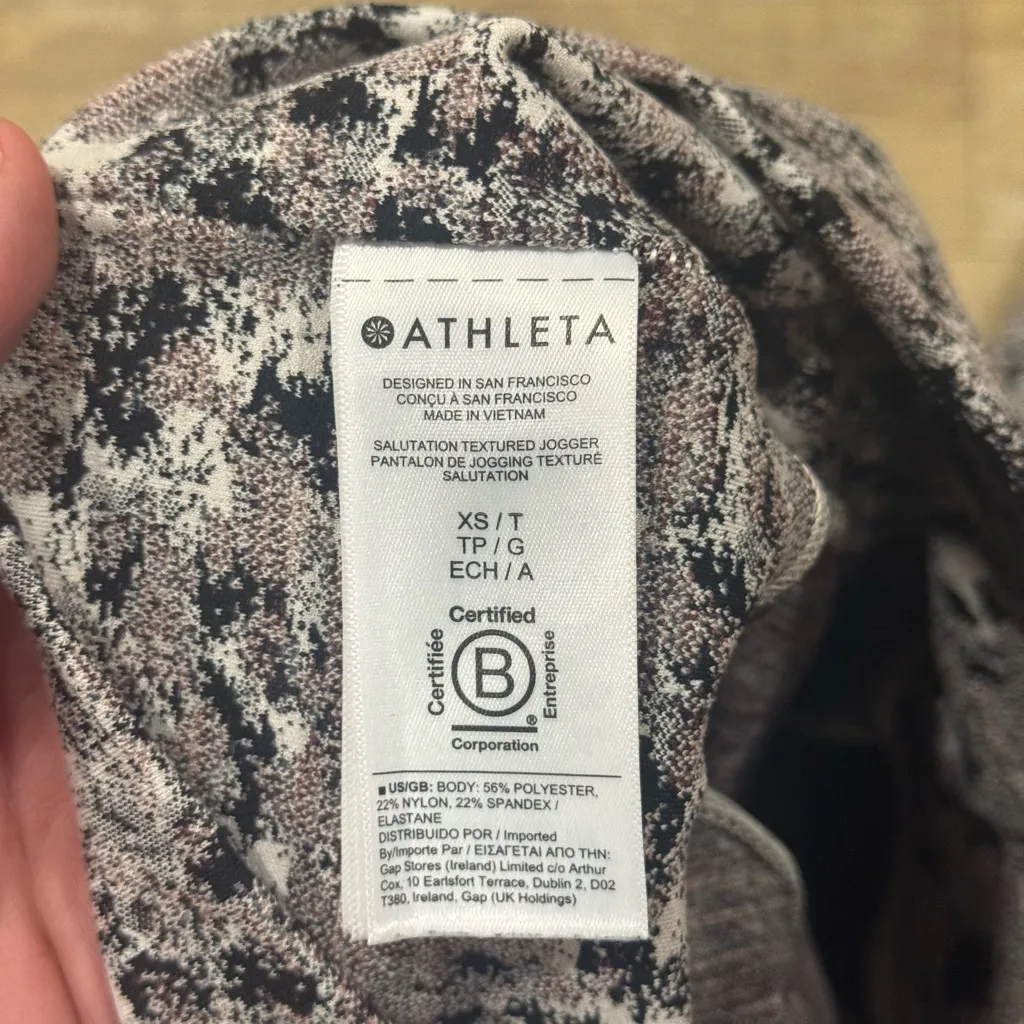 ATHLETA
DESIGNED IN SAN FRANCISCO
CONÇU À SAN FRANCISCO
MADE IN VIETNAM
SALUTATION TEXTURED JOGGER
PANTALON DE JOGGING TEXTURÉ
SALUTATION
XS / T
TP / G
ECH / A
Certified
Certifiée
B
Entreprise
®
Corporation
■ US/GB: BODY: 56% POLYESTER,
22% NYLON, 22% SPANDEX /
ELASTANE
DISTRIBUIDO POR / Imported
By/Importe Par / ΕΙΣΑΓΕΤΑΙ ΑΠΟ ΤΗΝ:
Gap Stores (Ireland) Limited c/o Arthur
Cox, 10 Earlsfort Terrace, Dublin 2, D02
T380, Ireland, Gap (UK Holdings)